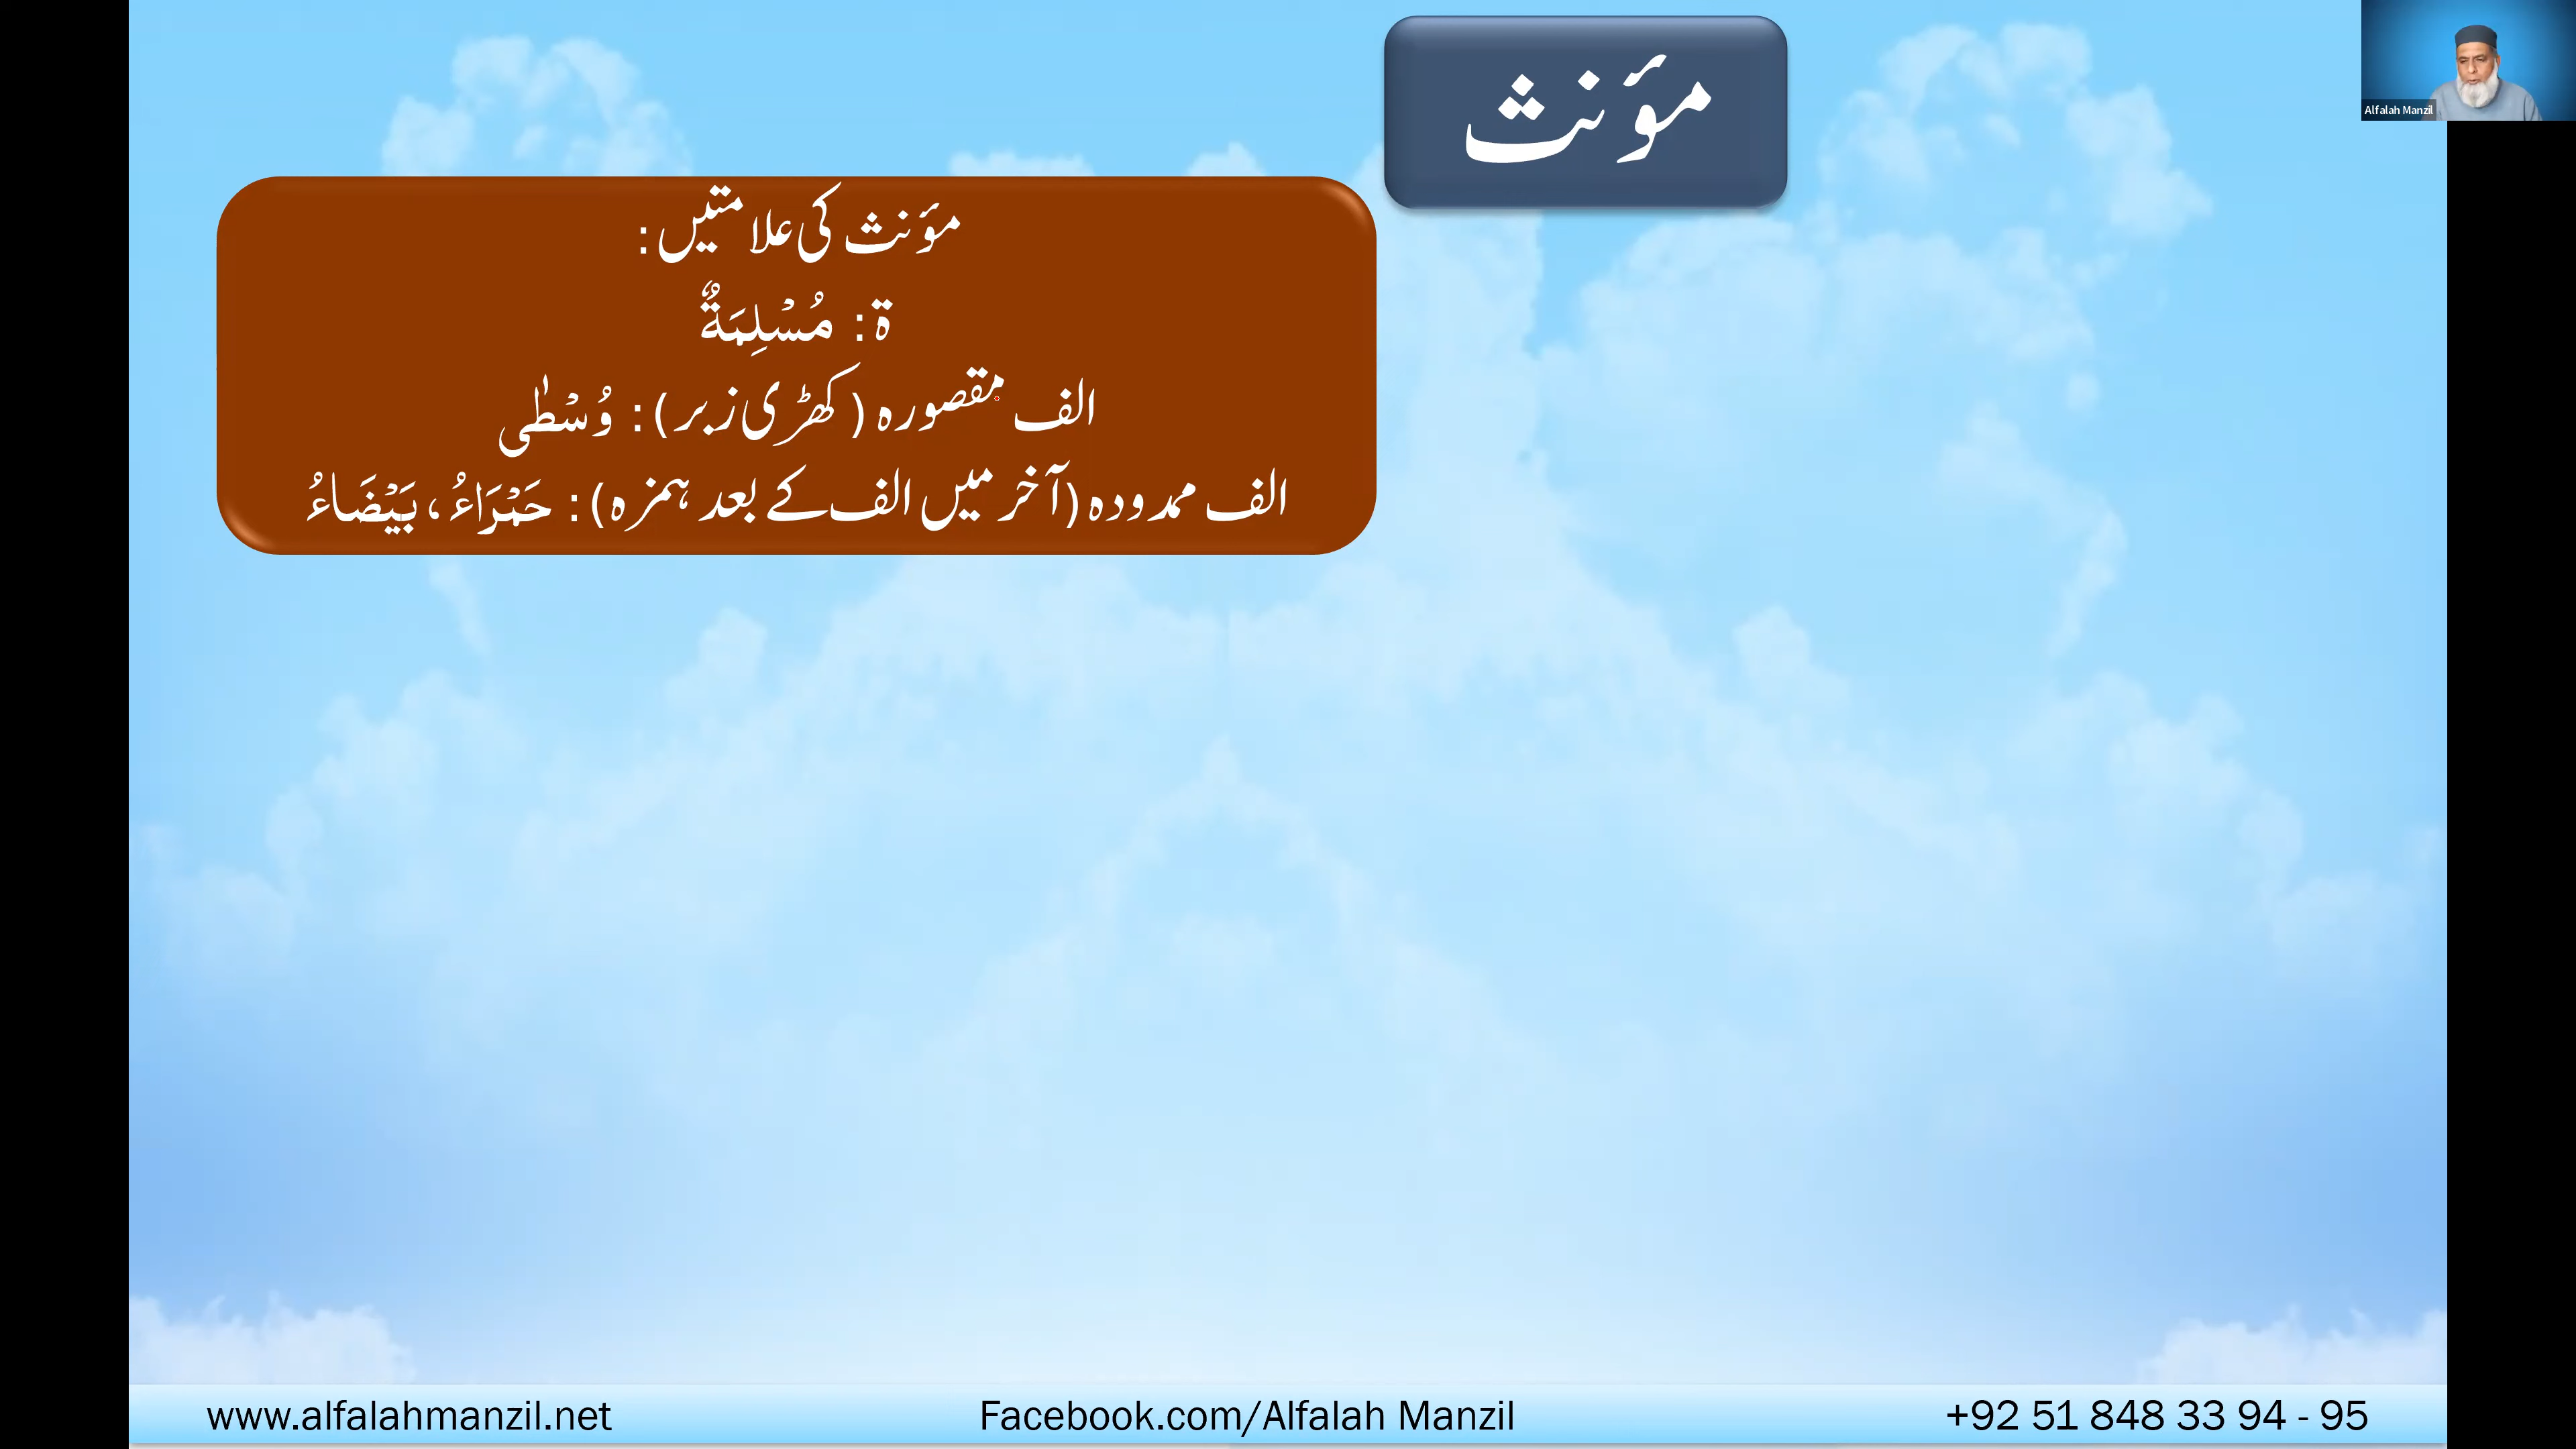 مؤنث
Alfalah Manzil
مؤنث کی علامتیں:
ة: مُسْلِمَةٌ
الف مقصورہ (کھڑی زبر): وُسْطٰى
الف ممدودہ (آخر میں الف کے بعد ہمزہ): حَمْرَاءُ، بَيْضَاءُ
www.alfalahmanzil.net Facebook.com/Alfalah Manzil +92 51 848 33 94 - 95